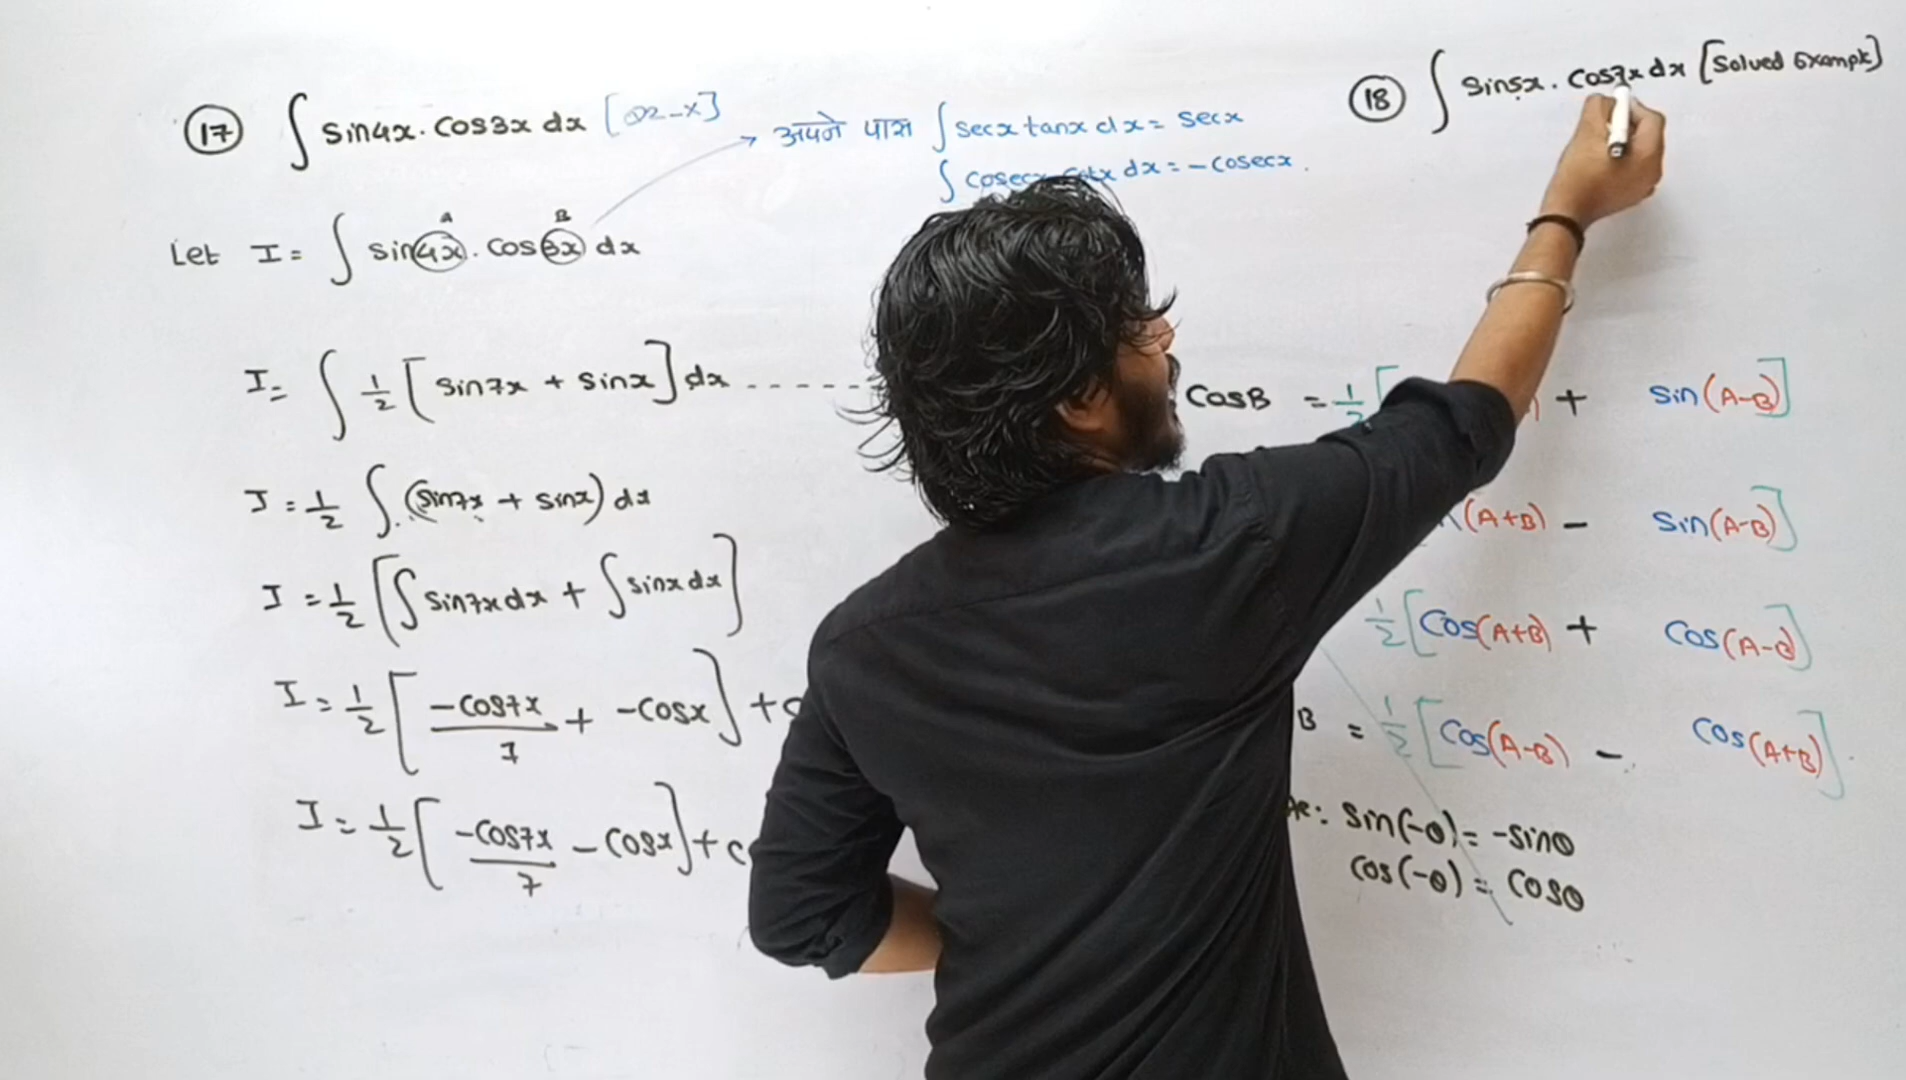 (17) ∫ sin4x . cos3x dx [Q2-x]
→ अपने पास ∫ secx tanx dx = secx
∫ cosecx cotx dx = -cosecx .
(18) ∫ sin5x . cos7x dx [Solved Example]
A B
Let I = ∫ sin4x . cos3x dx
I = ∫ 1/2 [ sin7x + sinx ] dx ------
I = 1/2 ∫ (sin7x + sinx) dx
I = 1/2 [ ∫ sin7x dx + ∫ sinx dx ]
I = 1/2 [ -cos7x/7 + -cosx ] + c
I = 1/2 [ -cos7x/7 - cosx ] + c
cosB = 1/2 [ + sin(A-B) ]
(A+B) - sin(A-B) ]
1/2 [ cos(A+B) + cos(A-B) ]
B = 1/2 [ cos(A-B) - cos(A+B) ]
: sin(-θ) = -sinθ
cos(-θ) = cosθ